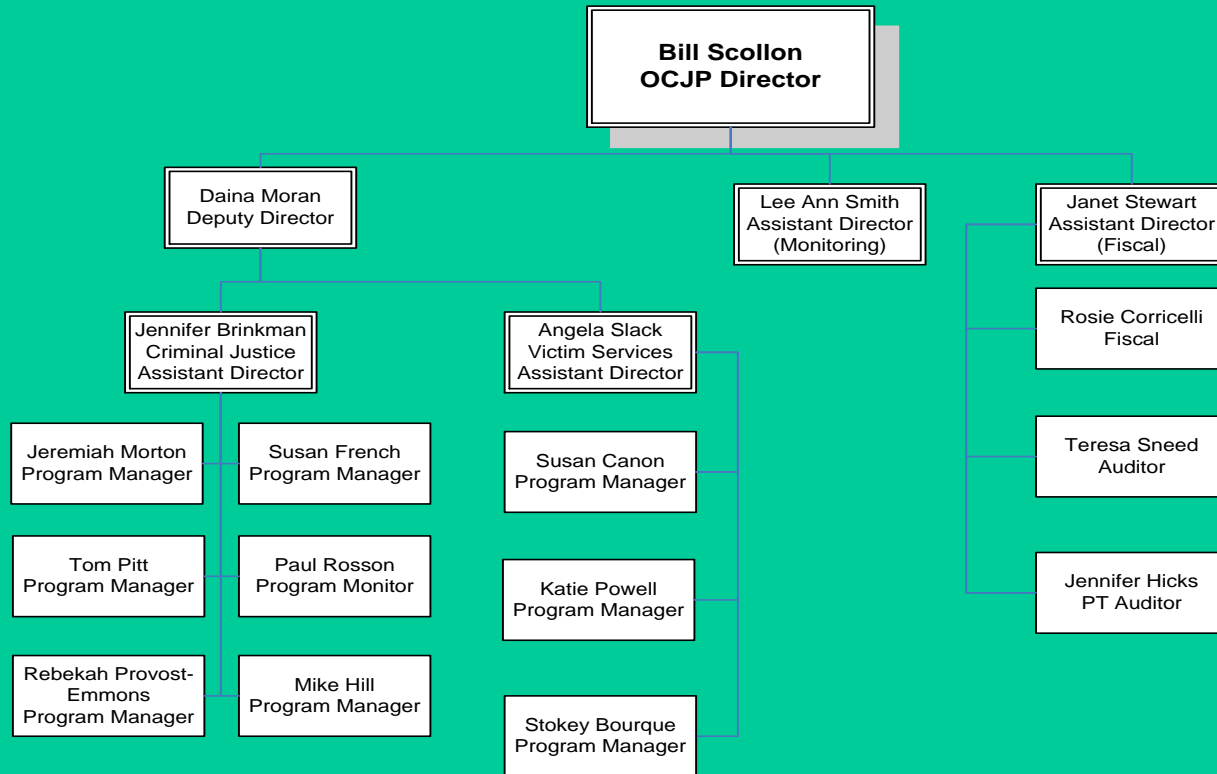 Bill Scollon
OCJP Director
Daina Moran
Deputy Director
Lee Ann Smith
Assistant Director
(Monitoring)
Janet Stewart
Assistant Director
(Fiscal)
Jennifer Brinkman
Criminal Justice
Assistant Director
Angela Slack
Victim Services
Assistant Director
Rosie Corricelli
Fiscal
Jeremiah Morton
Program Manager
Susan French
Program Manager
Susan Canon
Program Manager
Teresa Sneed
Auditor
Tom Pitt
Program Manager
Paul Rosson
Program Monitor
Katie Powell
Program Manager
Jennifer Hicks
PT Auditor
Rebekah Provost-
Emmons
Program Manager
Mike Hill
Program Manager
Stokey Bourque
Program Manager